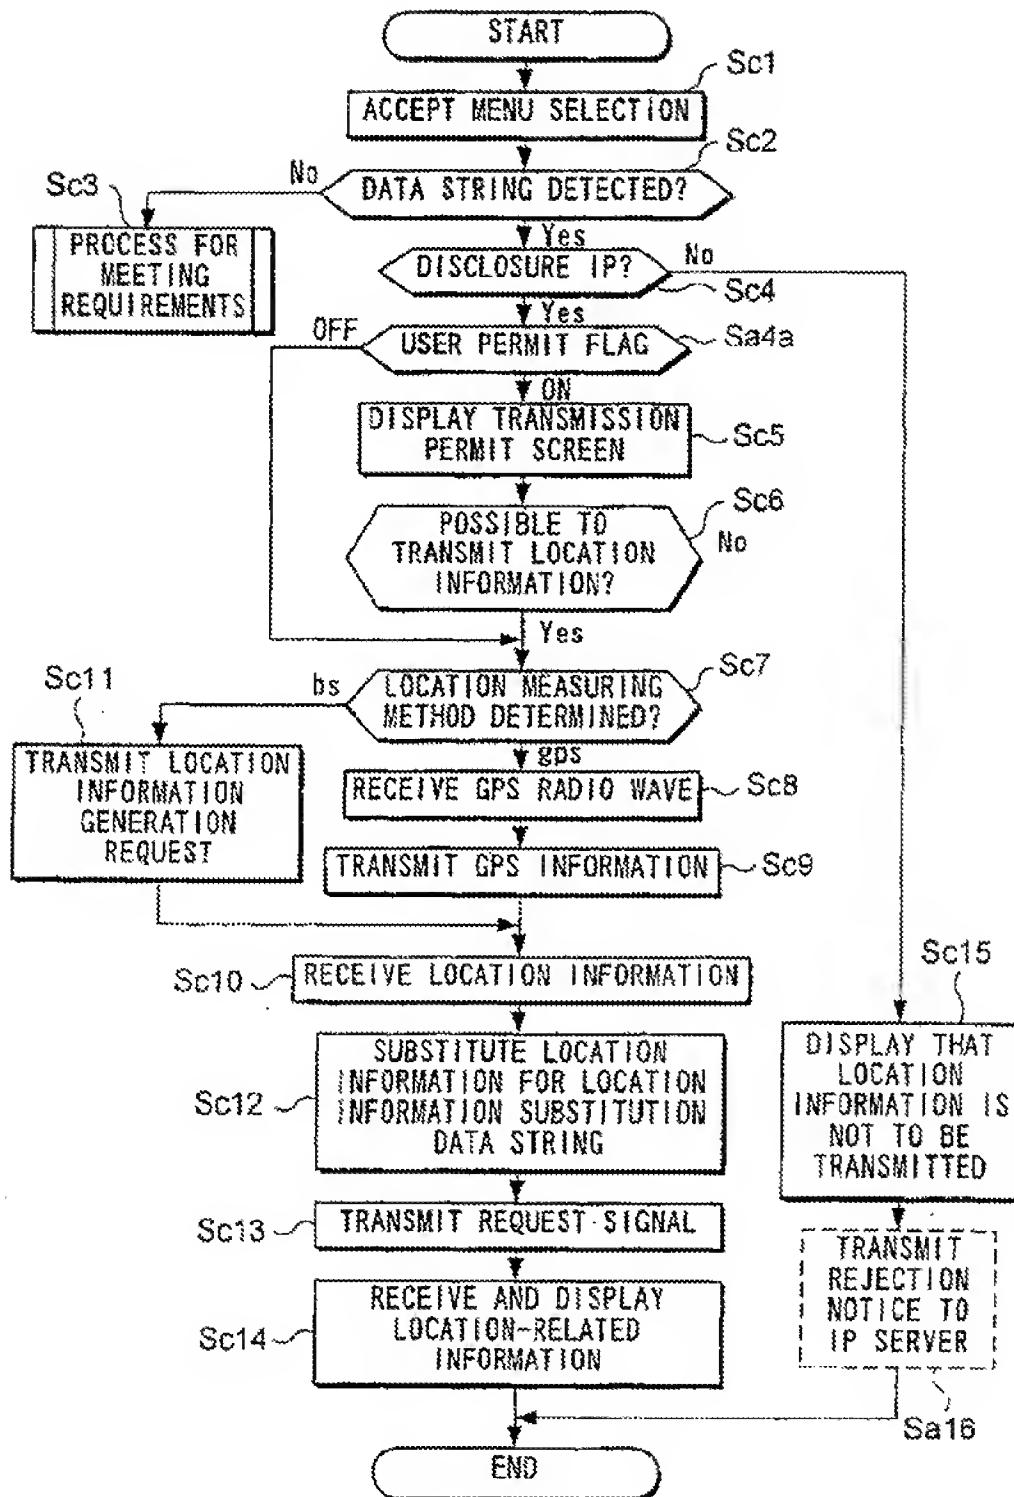 START
Sc1
ACCEPT MENU SELECTION
Sc2
No
DATA STRING DETECTED?
Sc3
Yes
PROCESS FOR
MEETING
REQUIREMENTS
DISCLOSURE IP?
No
Sc4
Yes
OFF
USER PERMIT FLAG
Sa4a
ON
DISPLAY TRANSMISSION
PERMIT SCREEN
Sc5
Sc6
POSSIBLE TO
TRANSMIT LOCATION
INFORMATION?
No
Yes
Sc7
LOCATION MEASURING
METHOD DETERMINED?
bs
Sc11
gps
TRANSMIT LOCATION
INFORMATION
GENERATION
REQUEST
RECEIVE GPS RADIO WAVE
Sc8
TRANSMIT GPS INFORMATION
Sc9
Sc10
RECEIVE LOCATION INFORMATION
Sc15
DISPLAY THAT
LOCATION
INFORMATION IS
NOT TO BE
TRANSMITTED
Sc12
SUBSTITUTE LOCATION
INFORMATION FOR LOCATION
INFORMATION SUBSTITUTION
DATA STRING
Sc13
TRANSMIT REQUEST SIGNAL
TRANSMIT
REJECTION
NOTICE TO
IP SERVER
Sc14
RECEIVE AND DISPLAY
LOCATION-RELATED
INFORMATION
Sa16
END